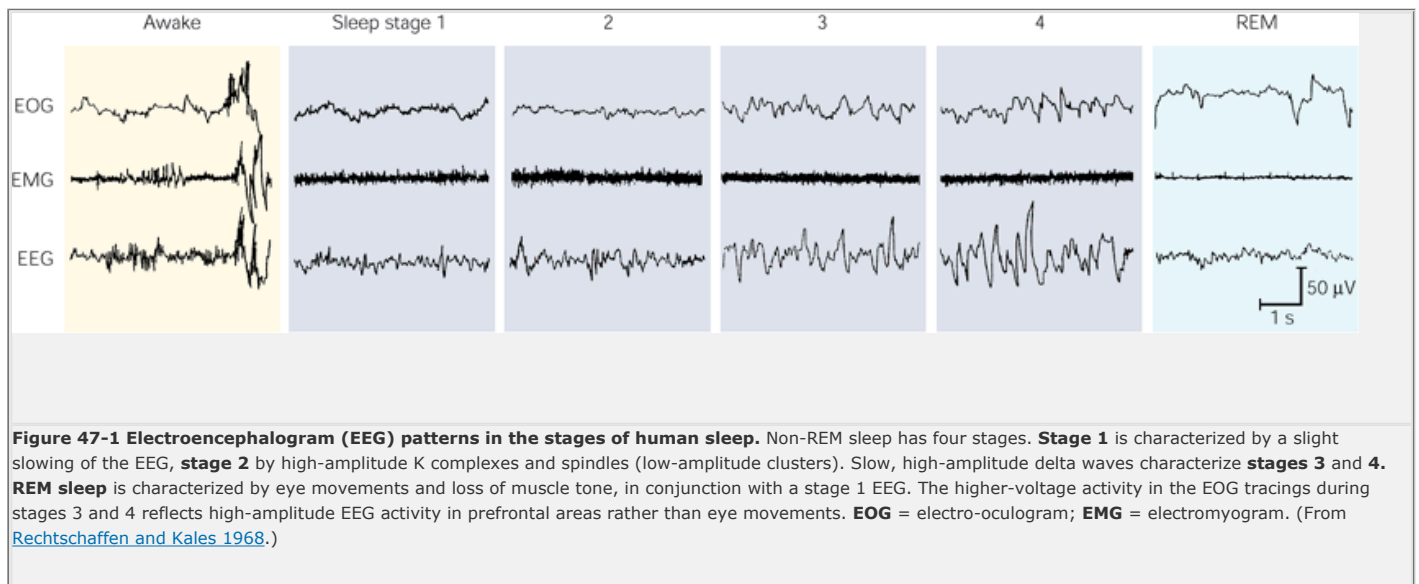 Awake Sleep stage 1 2 3 4 REM
EOG
EMG
EEG
50 µV
1 s
Figure 47-1 Electroencephalogram (EEG) patterns in the stages of human sleep. Non-REM sleep has four stages. Stage 1 is characterized by a slight
slowing of the EEG, stage 2 by high-amplitude K complexes and spindles (low-amplitude clusters). Slow, high-amplitude delta waves characterize stages 3 and 4.
REM sleep is characterized by eye movements and loss of muscle tone, in conjunction with a stage 1 EEG. The higher-voltage activity in the EOG tracings during
stages 3 and 4 reflects high-amplitude EEG activity in prefrontal areas rather than eye movements. EOG = electro-oculogram; EMG = electromyogram. (From
Rechtschaffen and Kales 1968.)